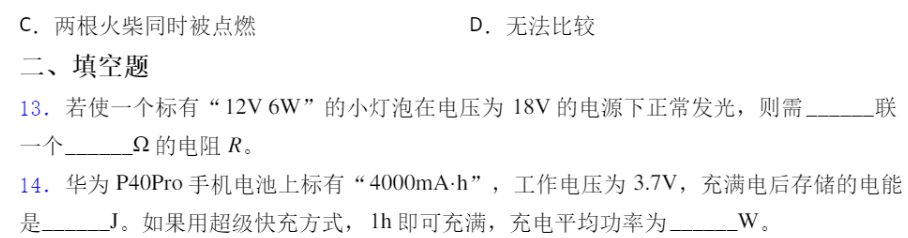 C．两根火柴同时被点燃 D．无法比较
二、填空题
13．若使一个标有“12V 6W”的小灯泡在电压为 18V 的电源下正常发光，则需______联
一个______Ω 的电阻 R。
14．华为 P40Pro 手机电池上标有“4000mA·h”，工作电压为 3.7V，充满电后存储的电能
是______J。如果用超级快充方式，1h 即可充满，充电平均功率为______W。